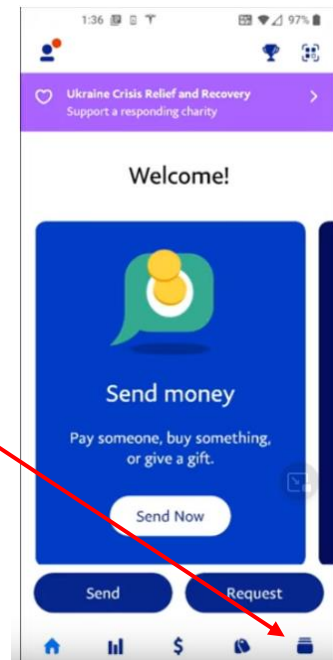 1:36 97%
Ukraine Crisis Relief and Recovery
Support a responding charity
Welcome!
Send money
Pay someone, buy something,
or give a gift.
Send Now
Send Request
$